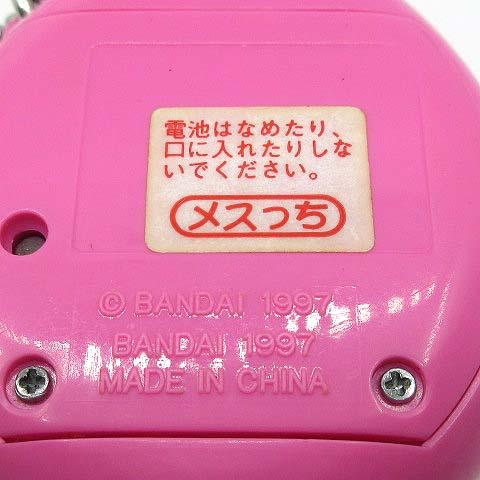 電池はなめたり、
口に入れたりしな
いでください。
メスっち
© BANDAI 1997
BANDAI 1997
MADE IN CHINA